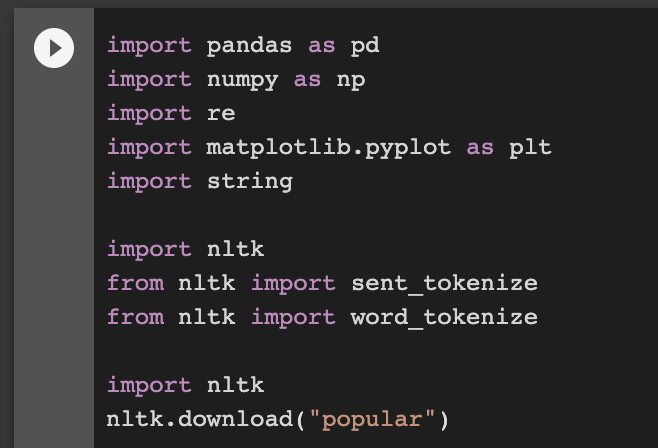 import pandas as pd
import numpy as np
import re
import matplotlib.pyplot as plt
import string
import nltk
from nltk import sent_tokenize
from nltk import word_tokenize
import nltk
nltk.download("popular")